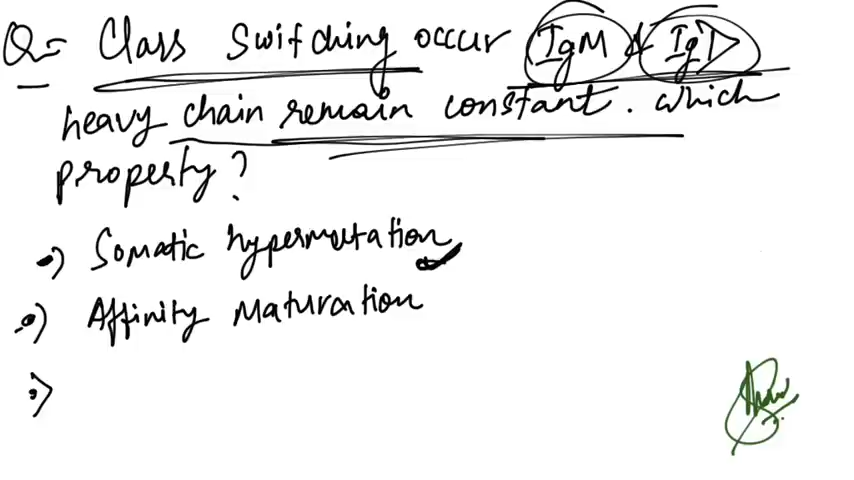 Q= Class Switching occur IgM & IgD
heavy chain remain constant. which
property?
•) Somatic hypermutation
•) Affinity Maturation
•)